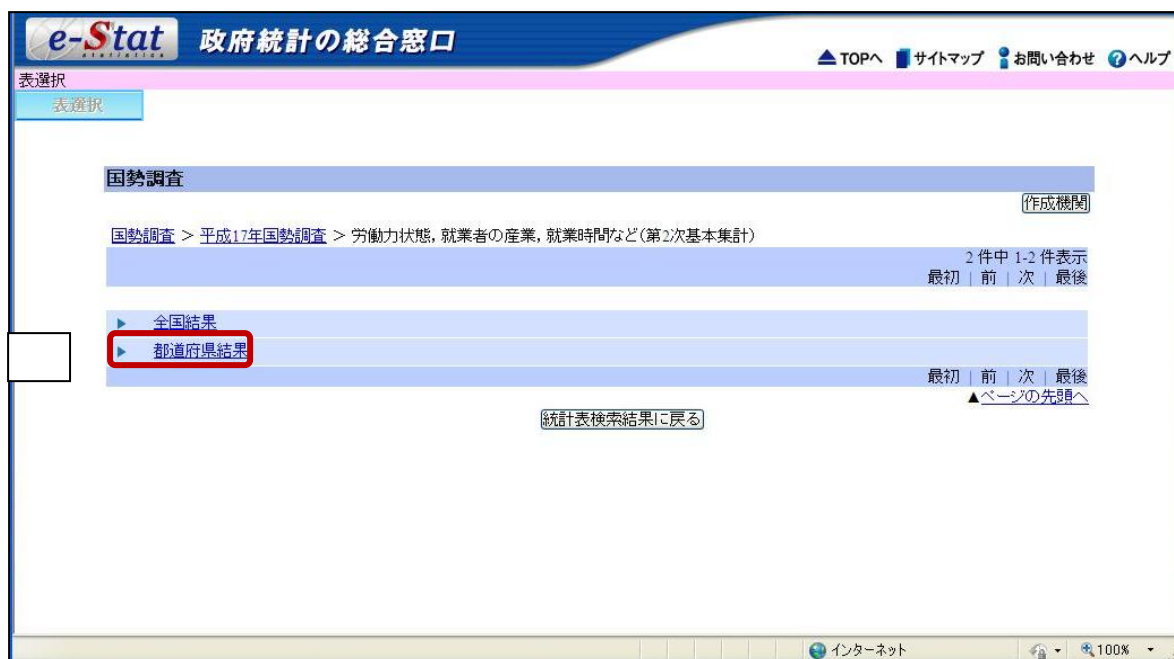 e-Stat 政府統計の総合窓口
statistics
TOPへ サイトマップ お問い合わせ ヘルプ
表選択
表選択
国勢調査
作成機関
国勢調査 > 平成17年国勢調査 > 労働力状態, 就業者の産業, 就業時間など(第2次基本集計)
2 件中 1-2 件表示
最初 | 前 | 次 | 最後
全国結果
都道府県結果
最初 | 前 | 次 | 最後
▲ページの先頭へ
統計表検索結果に戻る
インターネット 100%